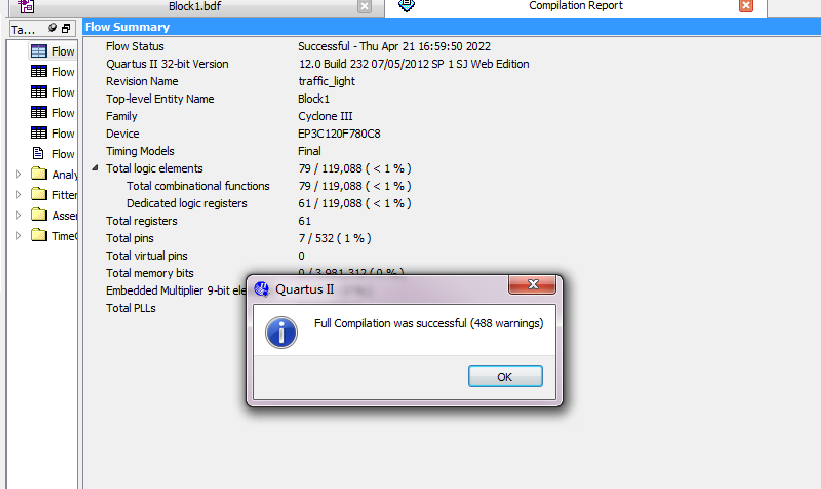 Block1.bdf
Compilation Report
Ta...
Flow Summary
Flow
Flow Status Successful - Thu Apr 21 16:59:50 2022
Quartus II 32-bit Version 12.0 Build 232 07/05/2012 SP 1 SJ Web Edition
Flow
Revision Name traffic_light
Flow
Top-level Entity Name Block1
Flow
Family Cyclone III
Flow
Device EP3C120F780C8
Flow
Timing Models Final
Analy
Total logic elements 79 / 119,088 ( < 1 % )
Fitter
Total combinational functions 79 / 119,088 ( < 1 % )
Dedicated logic registers 61 / 119,088 ( < 1 % )
Asse
Total registers 61
TimeQ
Total pins 7 / 532 ( 1 % )
Total virtual pins 0
Total memory bits 0 / 3,981,312 ( 0 % )
Embedded Multiplier 9-bit ele
Total PLLs
Quartus II
Full Compilation was successful (488 warnings)
OK